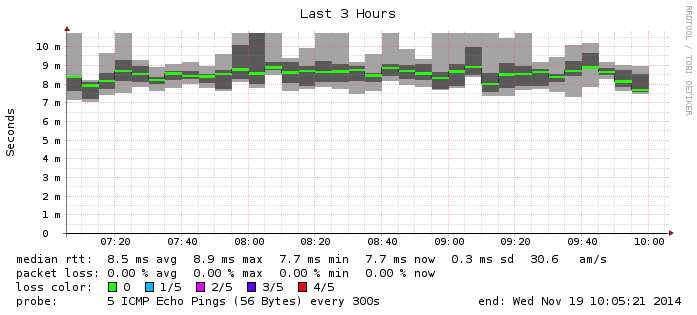 Last 3 Hours
RRDTOOL / TOBI OETIKER
Seconds
10 m
9 m
8 m
7 m
6 m
5 m
4 m
3 m
2 m
1 m
0
07:20 07:40 08:00 08:20 08:40 09:00 09:20 09:40 10:00
median rtt: 8.5 ms avg 8.9 ms max 7.7 ms min 7.7 ms now 0.3 ms sd 30.6 am/s
packet loss: 0.00 % avg 0.00 % max 0.00 % min 0.00 % now
loss color: 0 1/5 2/5 3/5 4/5
probe: 5 ICMP Echo Pings (56 Bytes) every 300s end: Wed Nov 19 10:05:21 2014